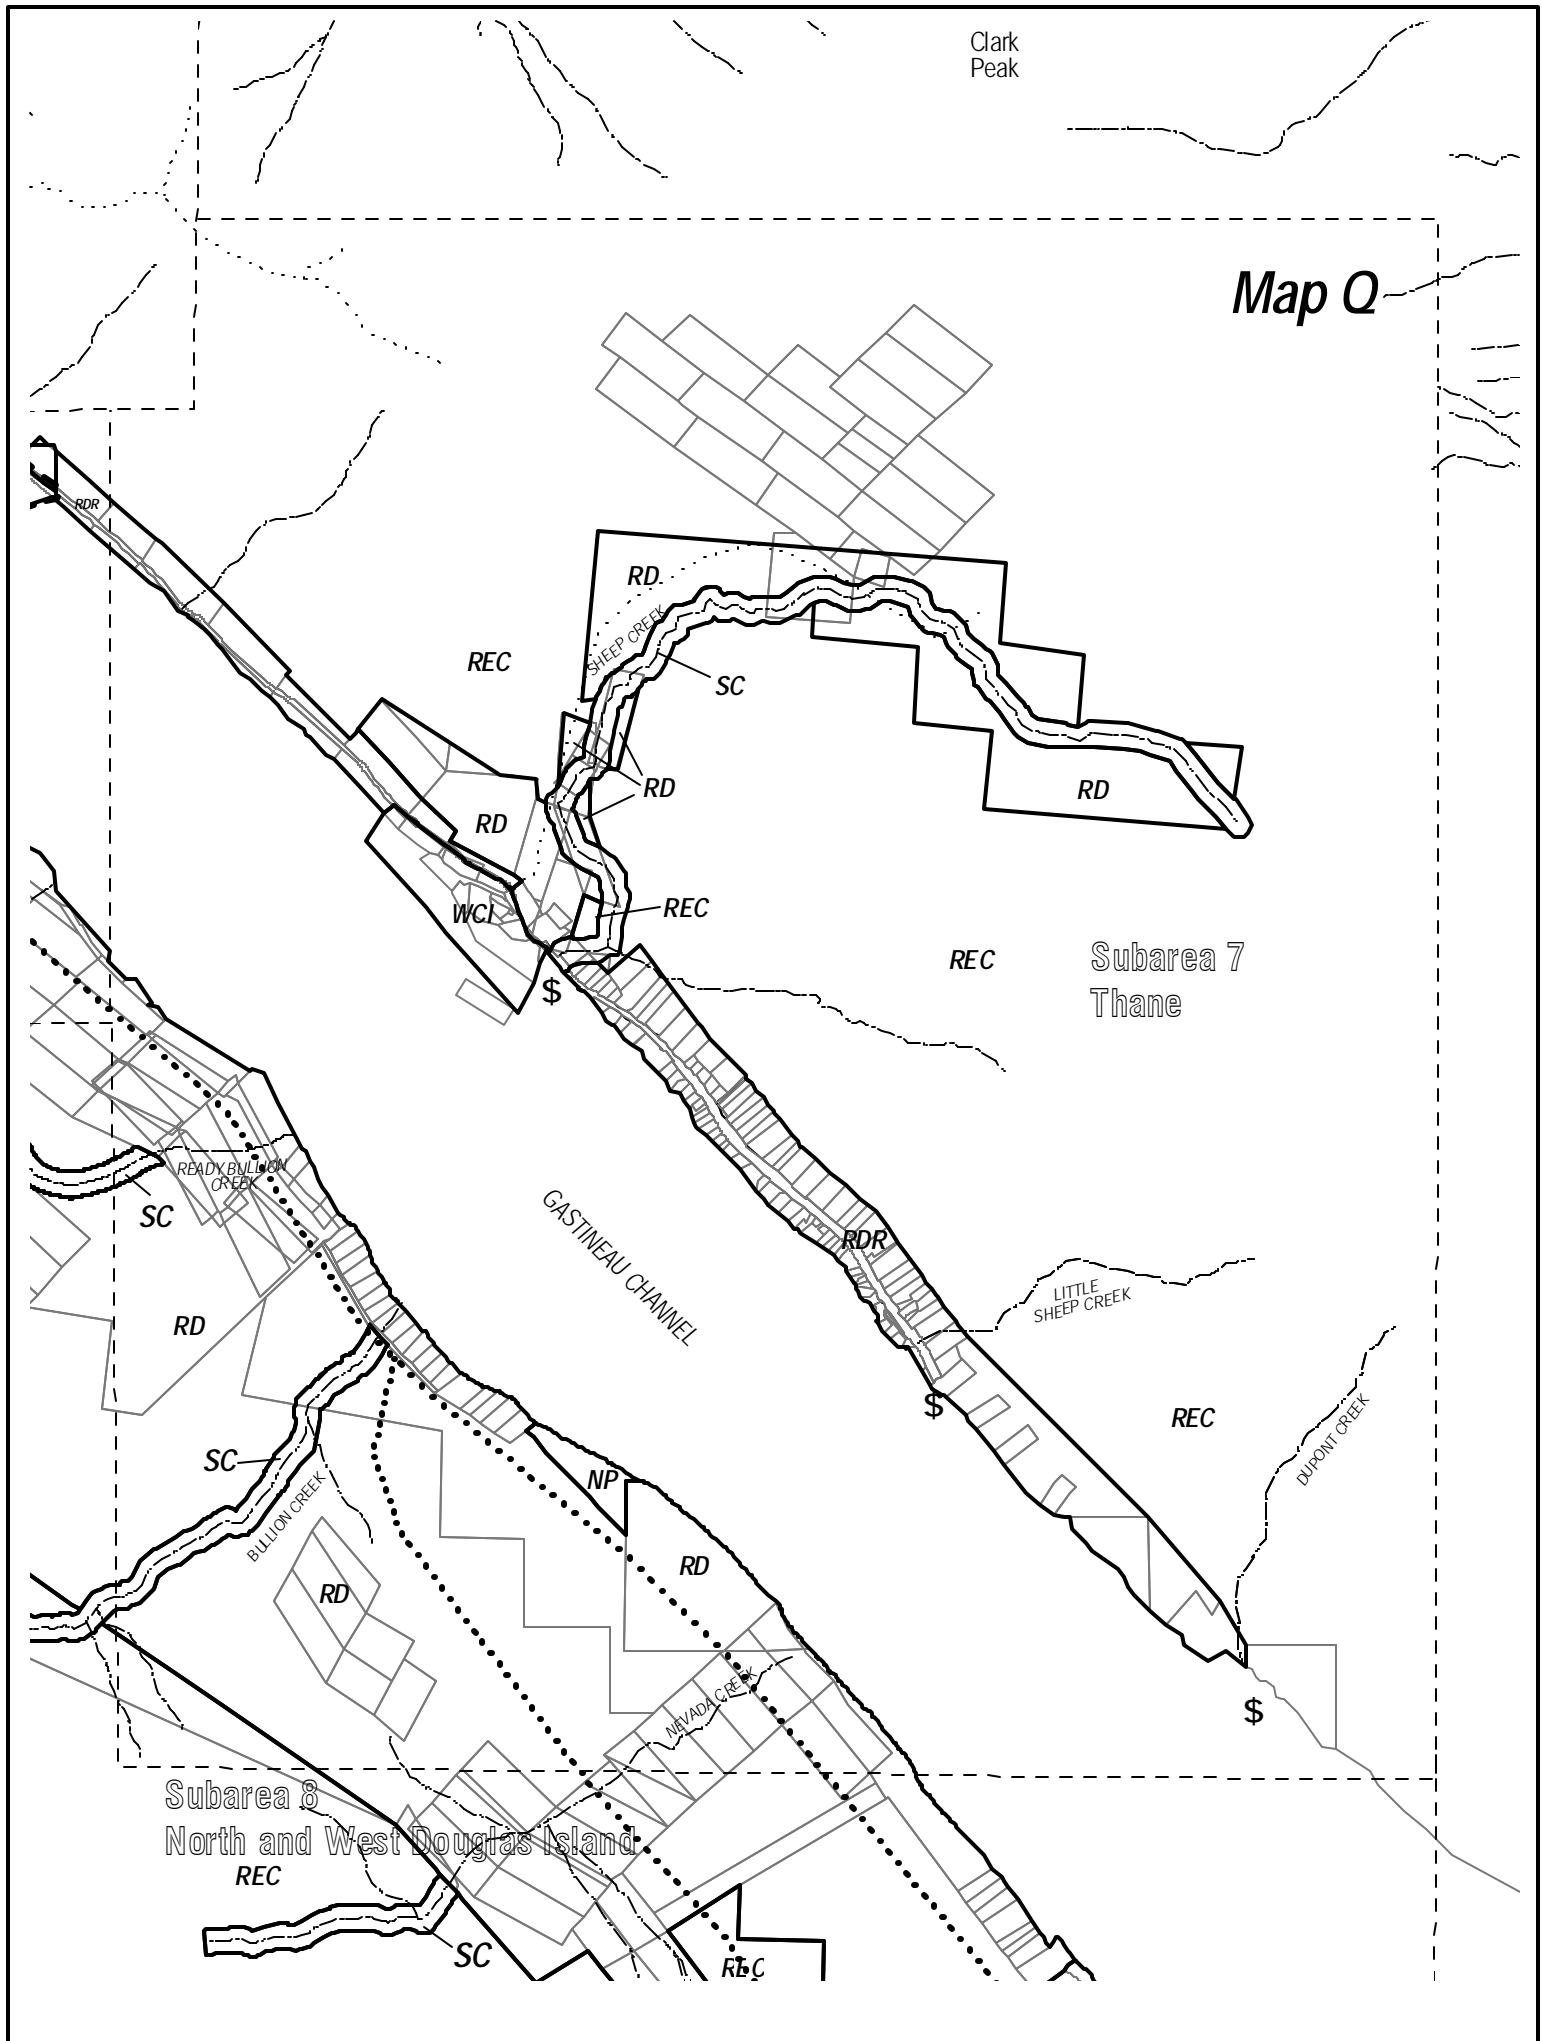 Clark
Peak
Map Q
RDR
RD
SHEEP CREEK
REC
SC
RD
RD
RD
WCI
REC
REC
Subarea 7
Thane
$
READY BULLION
CREEK
SC
GASTINEAU CHANNEL
RDR
LITTLE
SHEEP CREEK
RD
$
REC
DUPONT CREEK
SC
BULLION CREEK
NP
RD
RD
NEVADA CREEK
$
Subarea 8
North and West Douglas Island
REC
SC
REC